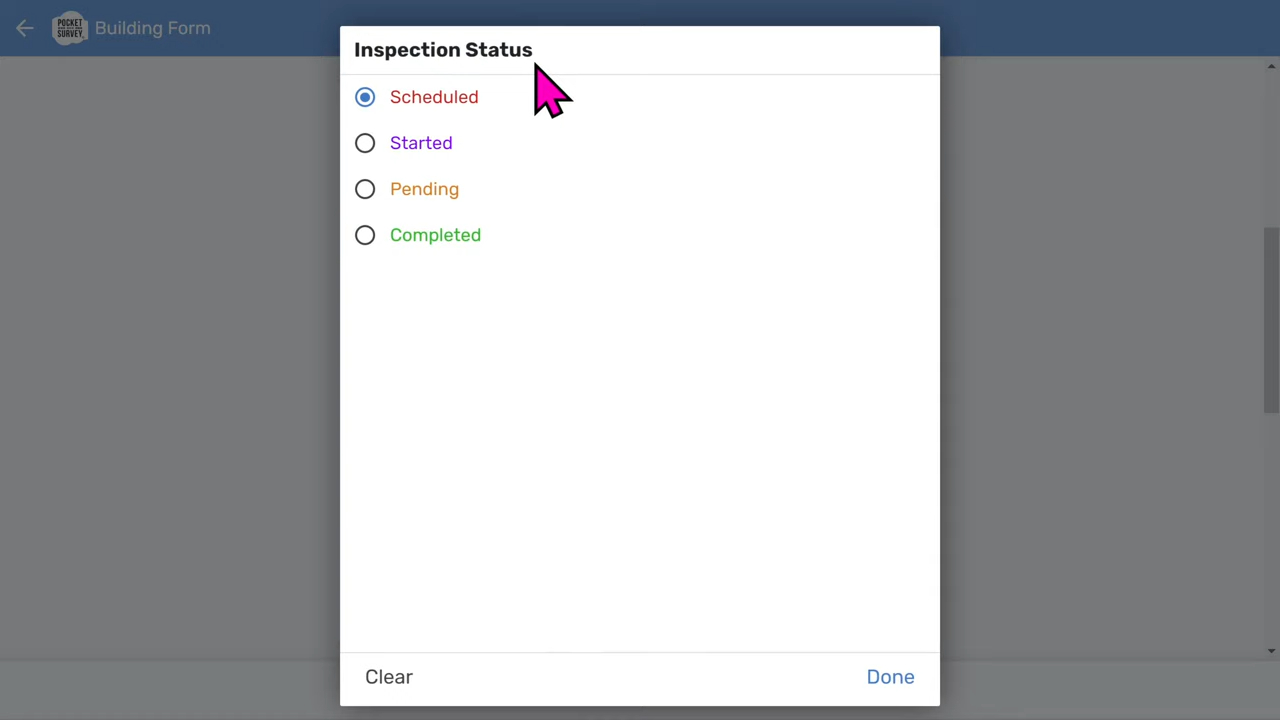 POCKET
SURVEY
Building Form
Inspection Status
Scheduled
Started
Pending
Completed
Clear
Done